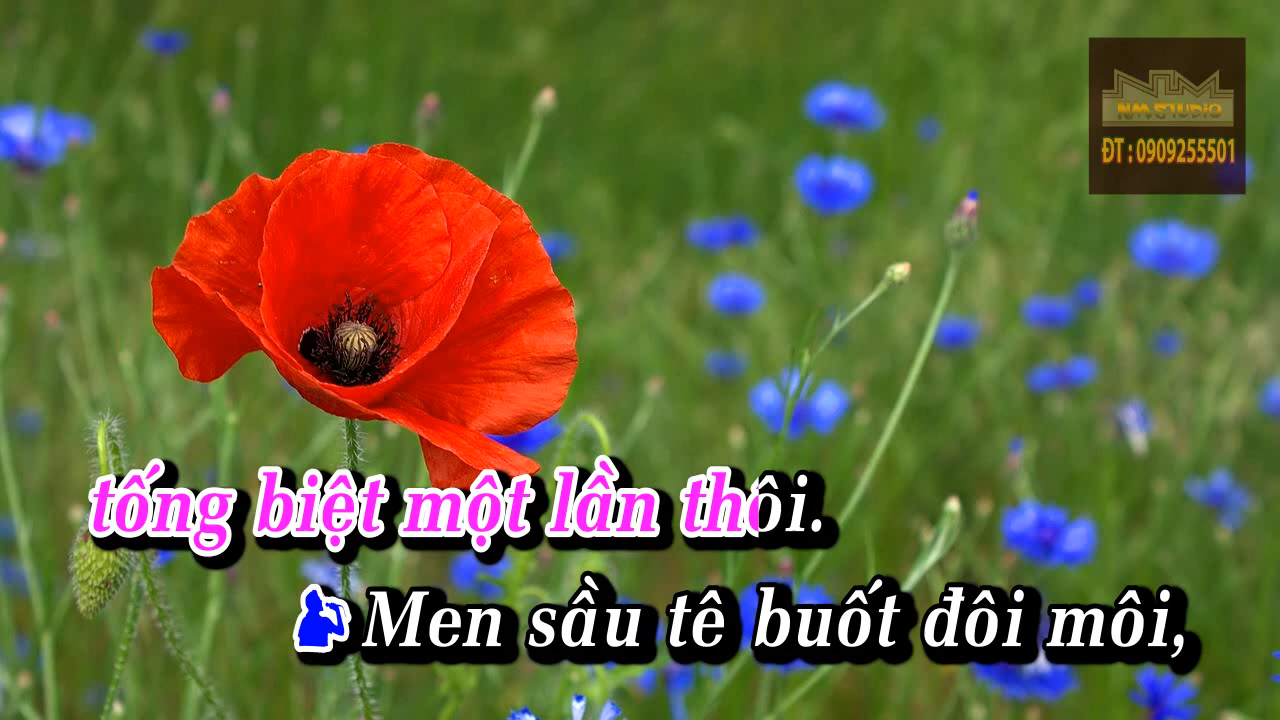 NM STUDIO
ĐT : 0909255501
tống biệt một lần thôi.
Men sầu tê buốt đôi môi,